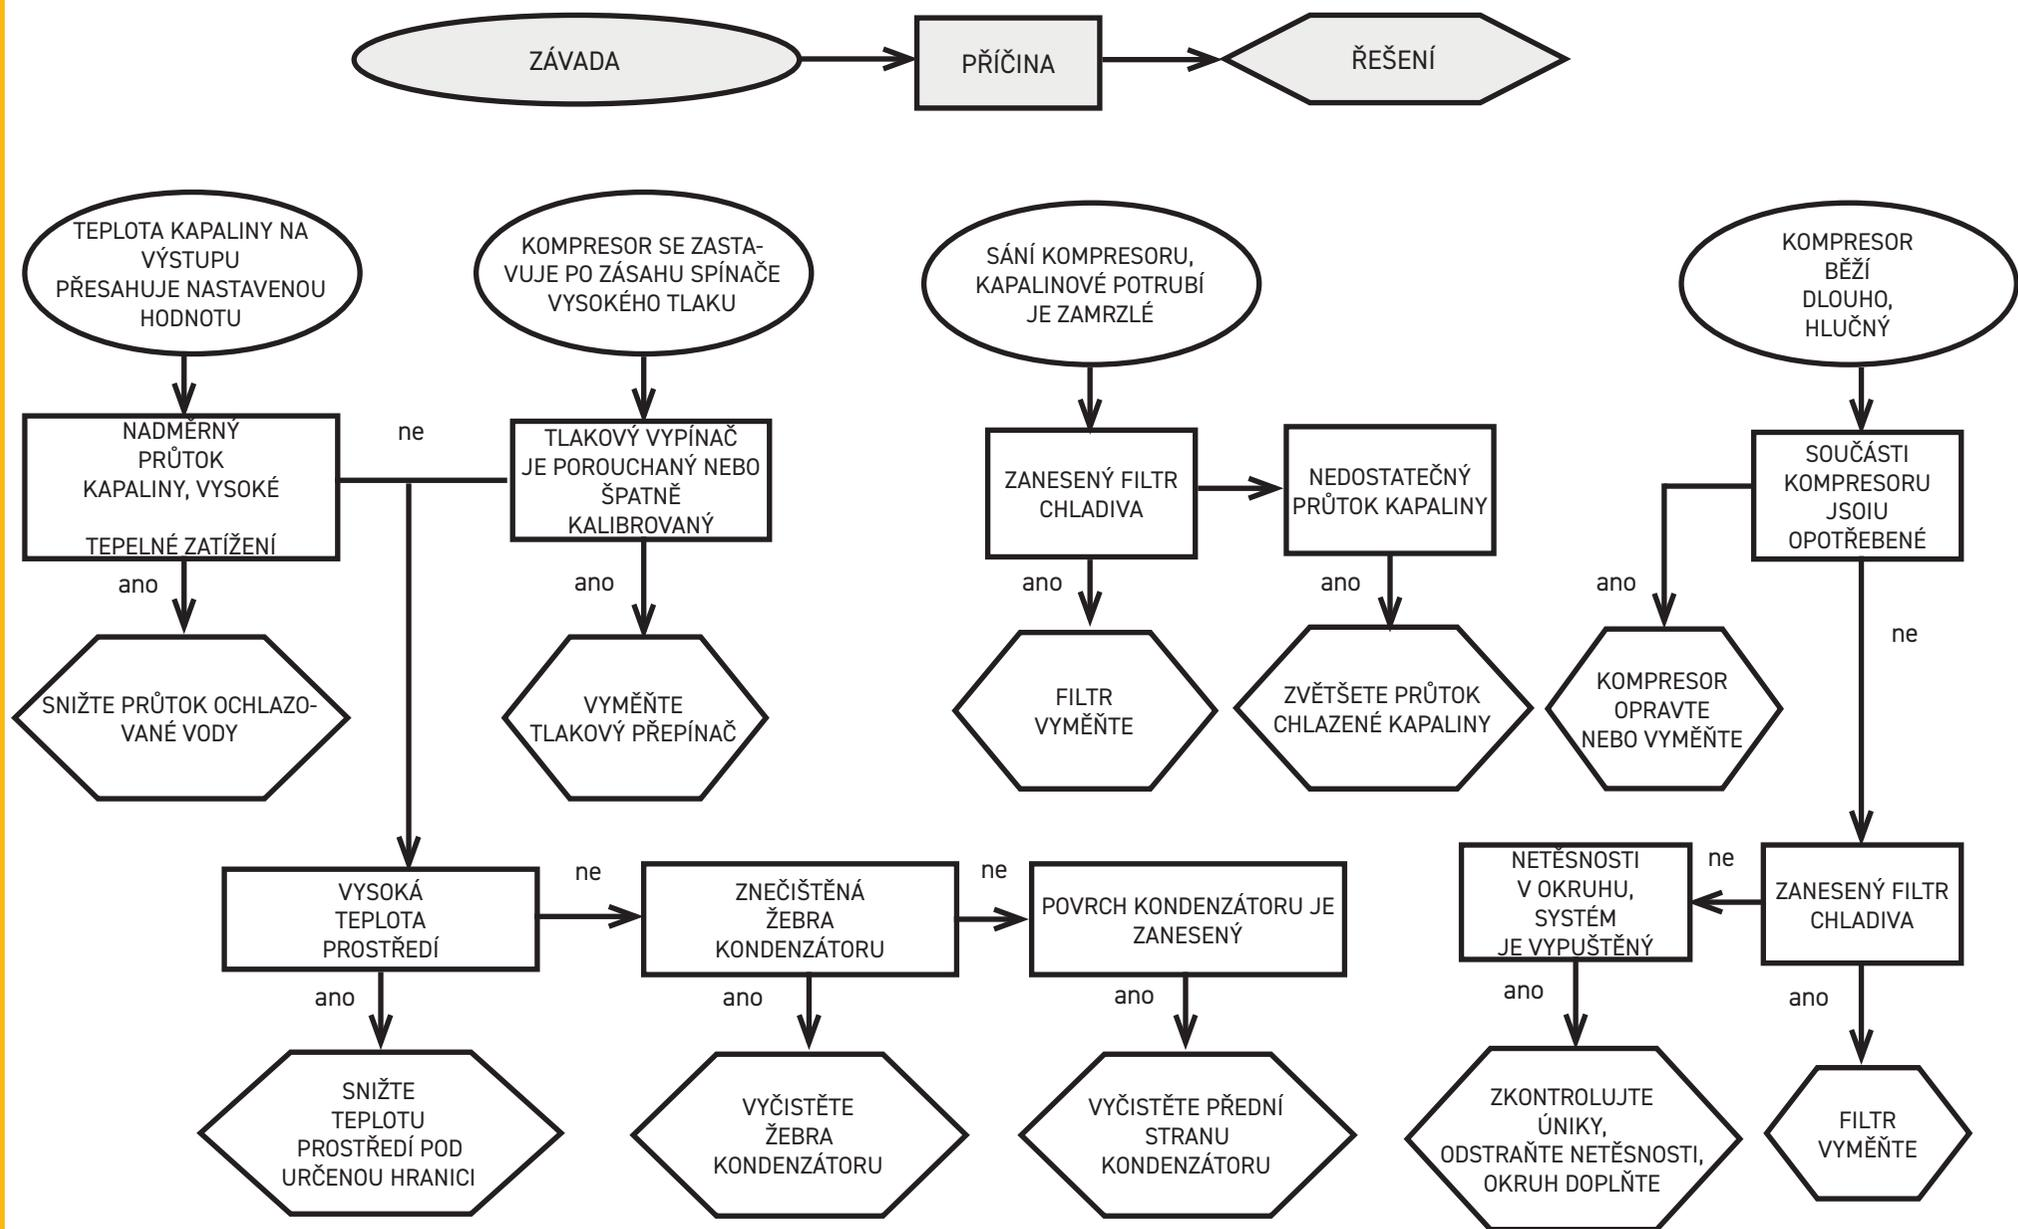 ZÁVADA
PŘÍČINA
ŘEŠENÍ
TEPLOTA KAPALINY NA
VÝSTUPU
PŘESAHUJE NASTAVENOU
HODNOTU
KOMPRESOR SE ZASTA-
VUJE PO ZÁSAHU SPÍNAČE
VYSOKÉHO TLAKU
SÁNÍ KOMPRESORU,
KAPALINOVÉ POTRUBÍ
JE ZAMRZLÉ
KOMPRESOR
BĚŽÍ
DLOUHO,
HLUČNÝ
NADMĚRNÝ
PRŮTOK
KAPALINY, VYSOKÉ
TEPELNÉ ZATÍŽENÍ
ne
TLAKOVÝ VYPÍNAČ
JE POROUCHANÝ NEBO
ŠPATNĚ
KALIBROVANÝ
ZANESENÝ FILTR
CHLADIVA
NEDOSTATEČNÝ
PRŮTOK KAPALINY
SOUČÁSTI
KOMPRESORU
JSOIU
OPOTŘEBENÉ
ano
ano
ano
ano
ano
ne
SNIŽTE PRŮTOK OCHLAZO-
VANÉ VODY
VYMĚŇTE
TLAKOVÝ PŘEPÍNAČ
FILTR
VYMĚŇTE
ZVĚTŠETE PRŮTOK
CHLAZENÉ KAPALINY
KOMPRESOR
OPRAVTE
NEBO VYMĚŇTE
VYSOKÁ
TEPLOTA
PROSTŘEDÍ
ne
ZNEČIŠTĚNÁ
ŽEBRA
KONDENZÁTORU
ne
POVRCH KONDENZÁTORU JE
ZANESENÝ
NETĚSNOSTI
V OKRUHU,
SYSTÉM
JE VYPUŠTĚNÝ
ne
ZANESENÝ FILTR
CHLADIVA
ano
ano
ano
ano
ano
SNIŽTE
TEPLOTU
PROSTŘEDÍ POD
URČENOU HRANICI
VYČISTĚTE
ŽEBRA
KONDENZÁTORU
VYČISTĚTE PŘEDNÍ
STRANU
KONDENZÁTORU
ZKONTROLUJTE
ÚNIKY,
ODSTRAŇTE NETĚSNOSTI,
OKRUH DOPLŇTE
FILTR
VYMĚŇTE